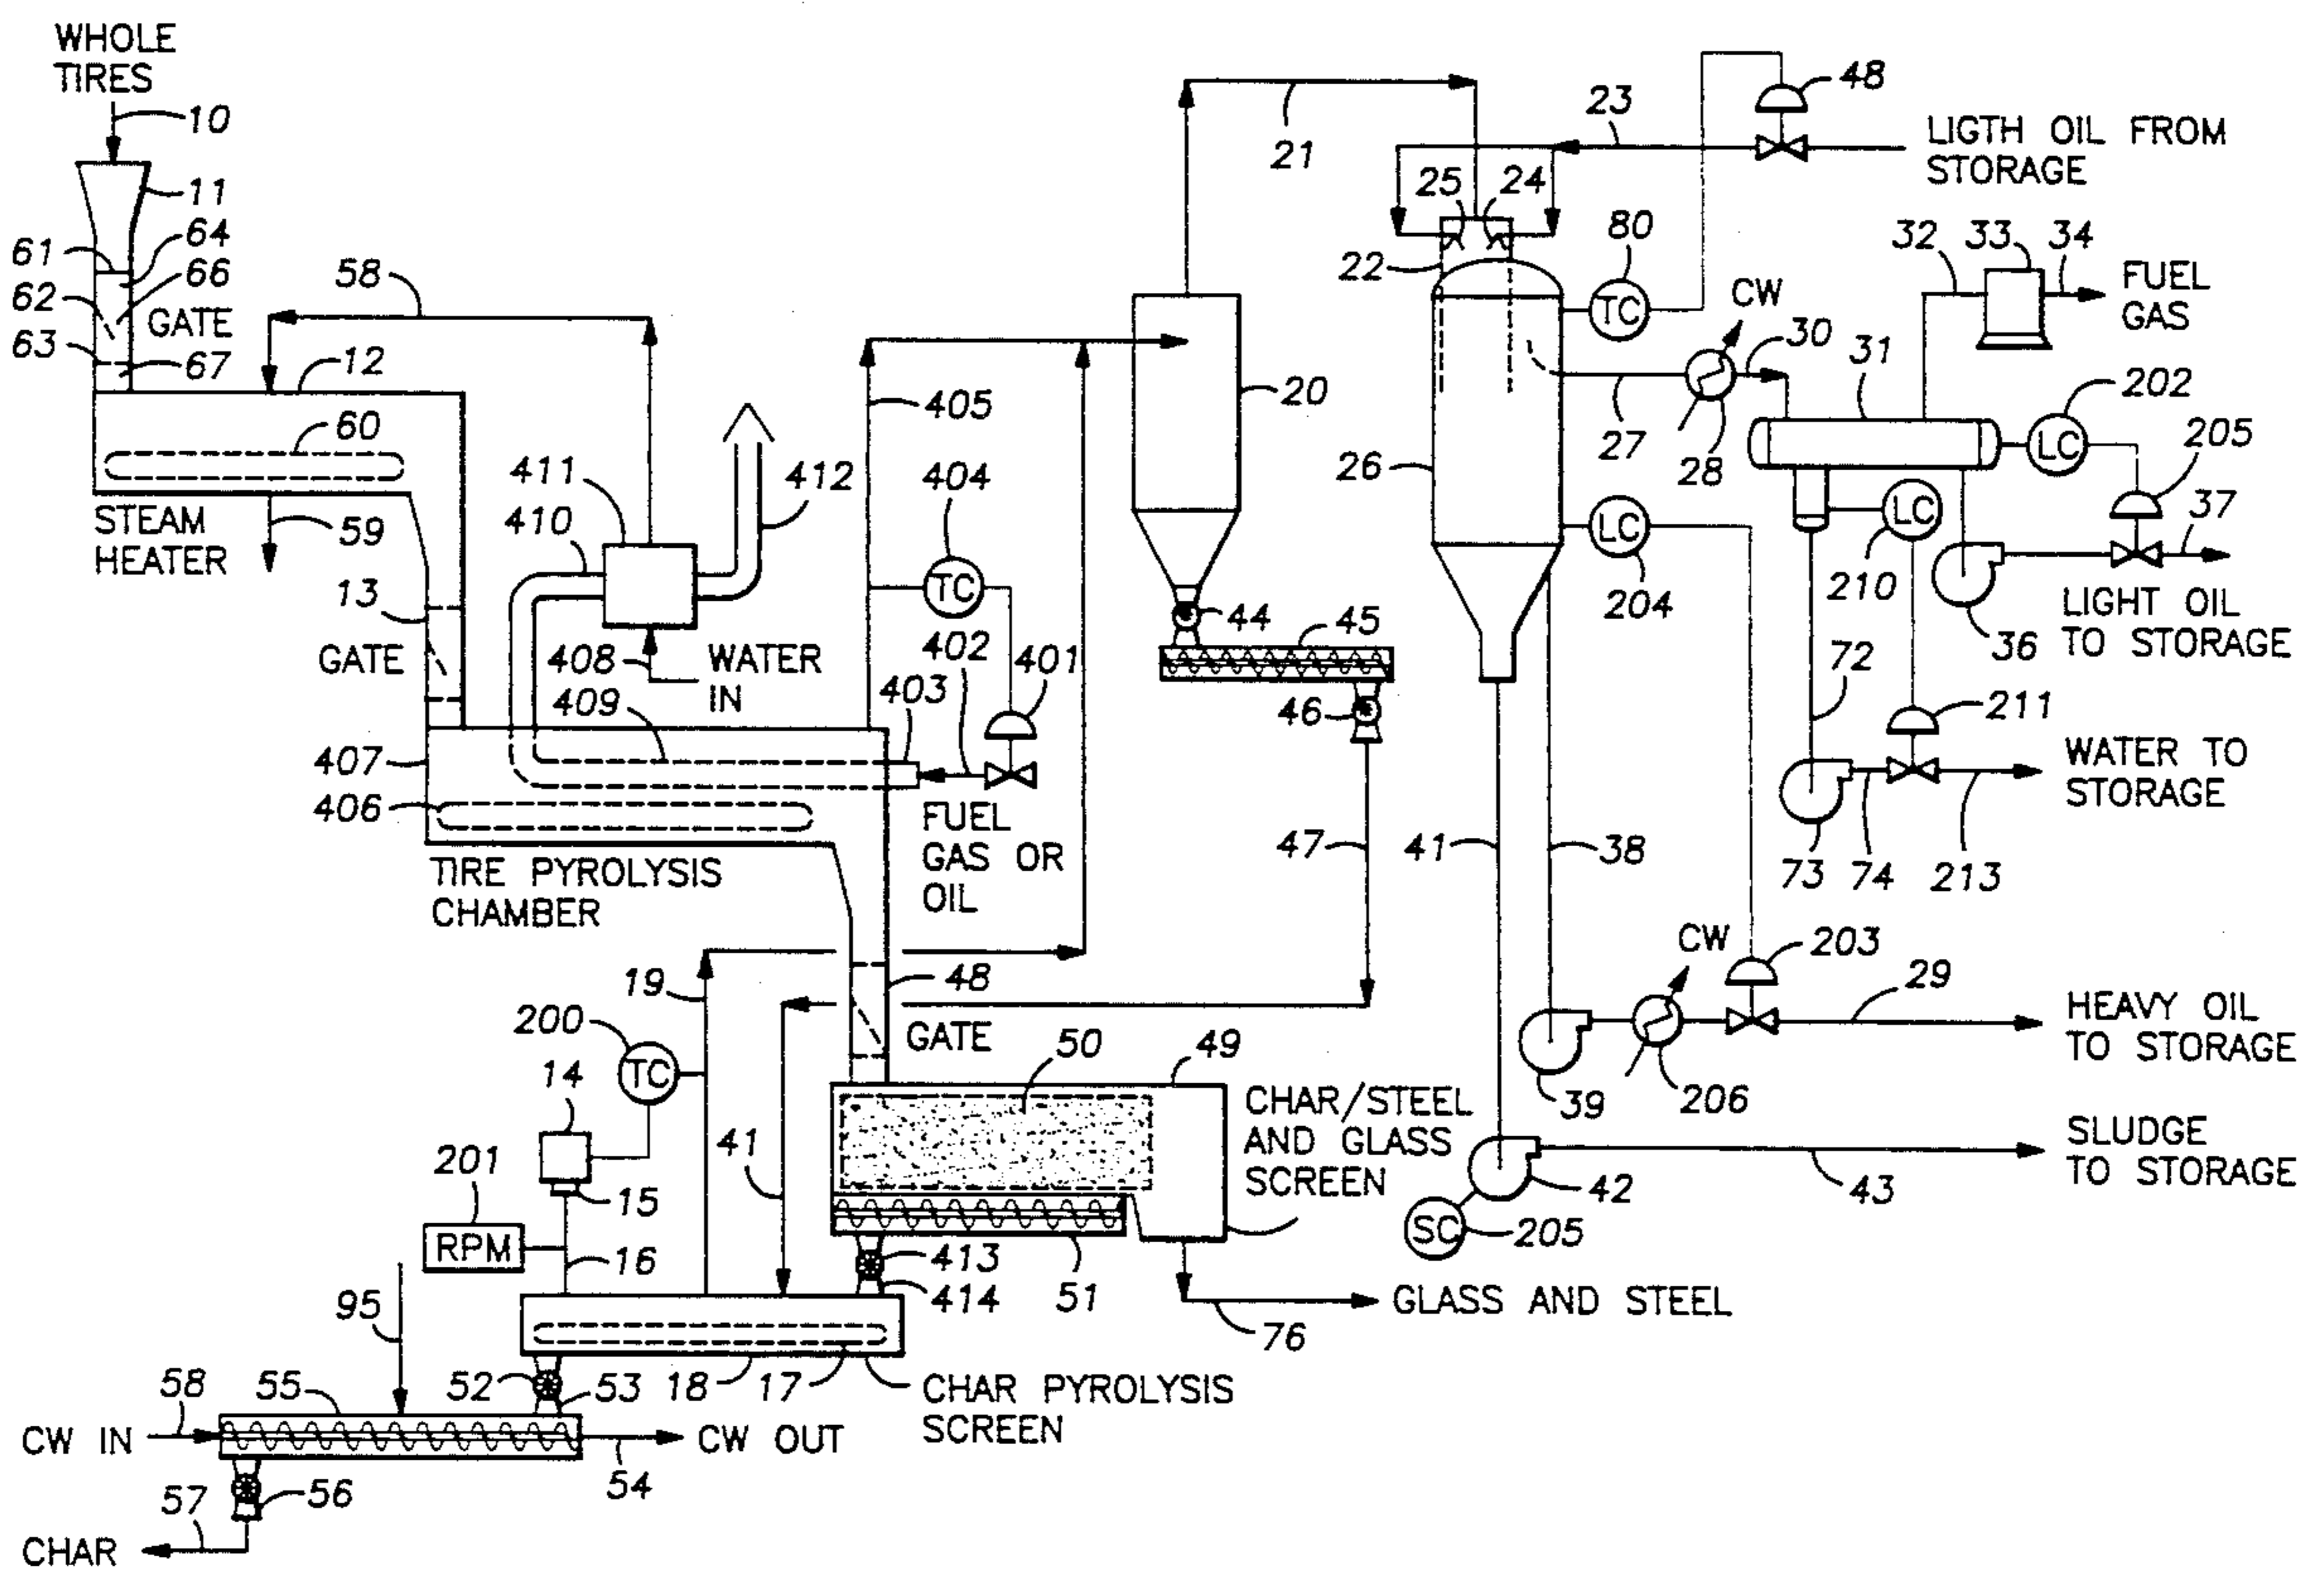 WHOLE
TIRES
10
11
61
64
66
62
GATE
63
67
12
58
60
STEAM
HEATER
59
13
GATE
411
410
412
408
WATER
IN
409
403
402
401
404
TC
405
407
406
FUEL
GAS OR
OIL
TIRE PYROLYSIS
CHAMBER
21
20
44
45
46
47
23
48
LIGTH OIL FROM
STORAGE
25
24
22
80
TC
26
CW
27
28
30
31
32
33
34
FUEL
GAS
202
LC
205
37
LC
204
LC
210
36
LIGHT OIL
TO STORAGE
72
211
WATER TO
STORAGE
73
74
213
41
38
CW
203
29
HEAVY OIL
TO STORAGE
39
206
SLUDGE
TO STORAGE
42
43
SC
205
19
48
GATE
200
TC
14
15
201
RPM
16
41
50
49
CHAR/STEEL
AND GLASS
SCREEN
413
414
51
GLASS AND STEEL
76
95
52
53
18
17
CHAR PYROLYSIS
SCREEN
58
55
CW IN
CW OUT
54
57
56
CHAR